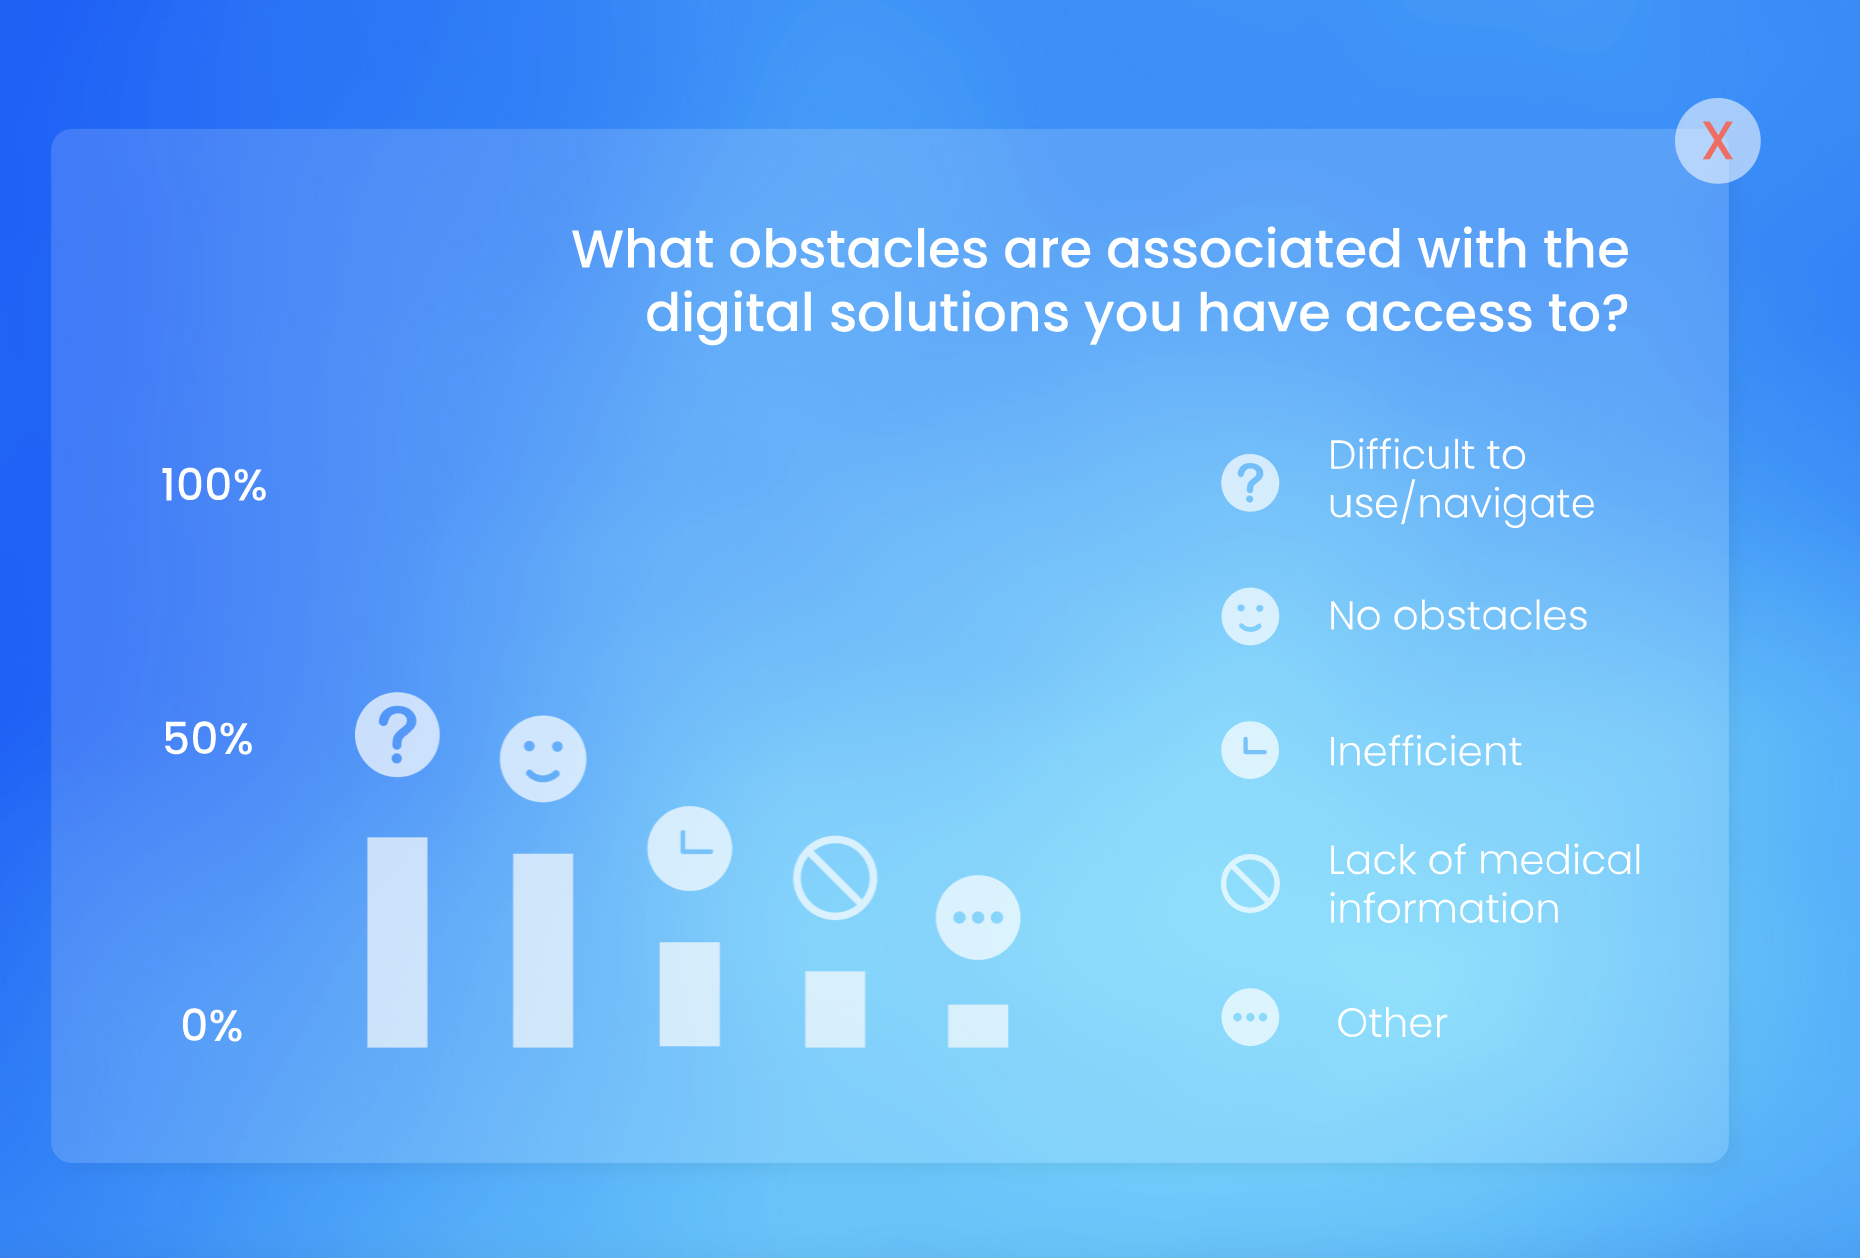 X
What obstacles are associated with the
digital solutions you have access to?
100%
50%
0%
Difficult to
use/navigate
No obstacles
Inefficient
Lack of medical
information
Other